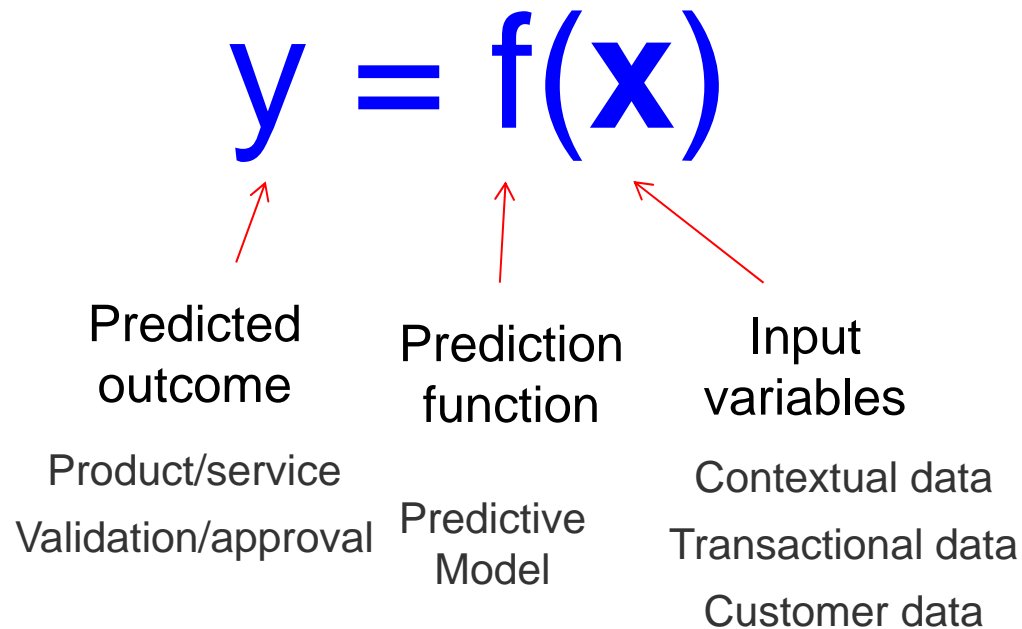 y = f(x)
Predicted
outcome
Product/service
Validation/approval
Prediction
function
Predictive
Model
Input
variables
Contextual data
Transactional data
Customer data